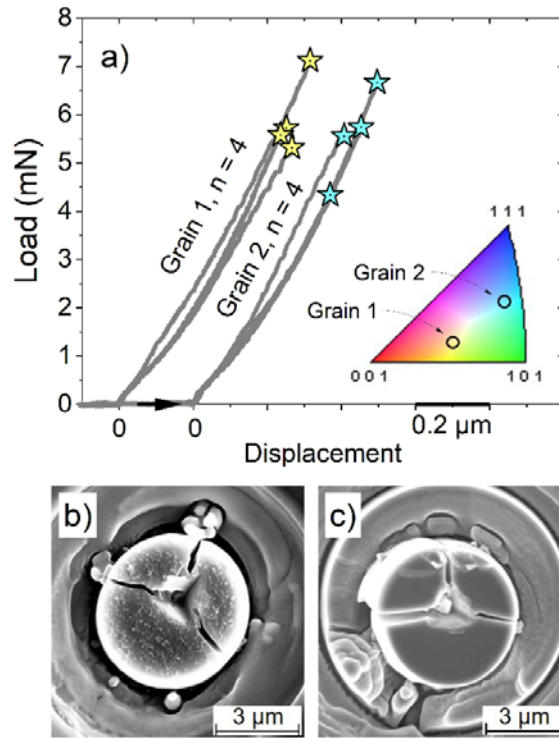 a)
8
7
6
5
4
3
2
1
0
Load (mN)
Grain 1, n = 4
Grain 2, n = 4
1 1 1
Grain 2
Grain 1
0 0 1
1 0 1
0
0
0.2 µm
Displacement
b)
3 µm
c)
3 µm